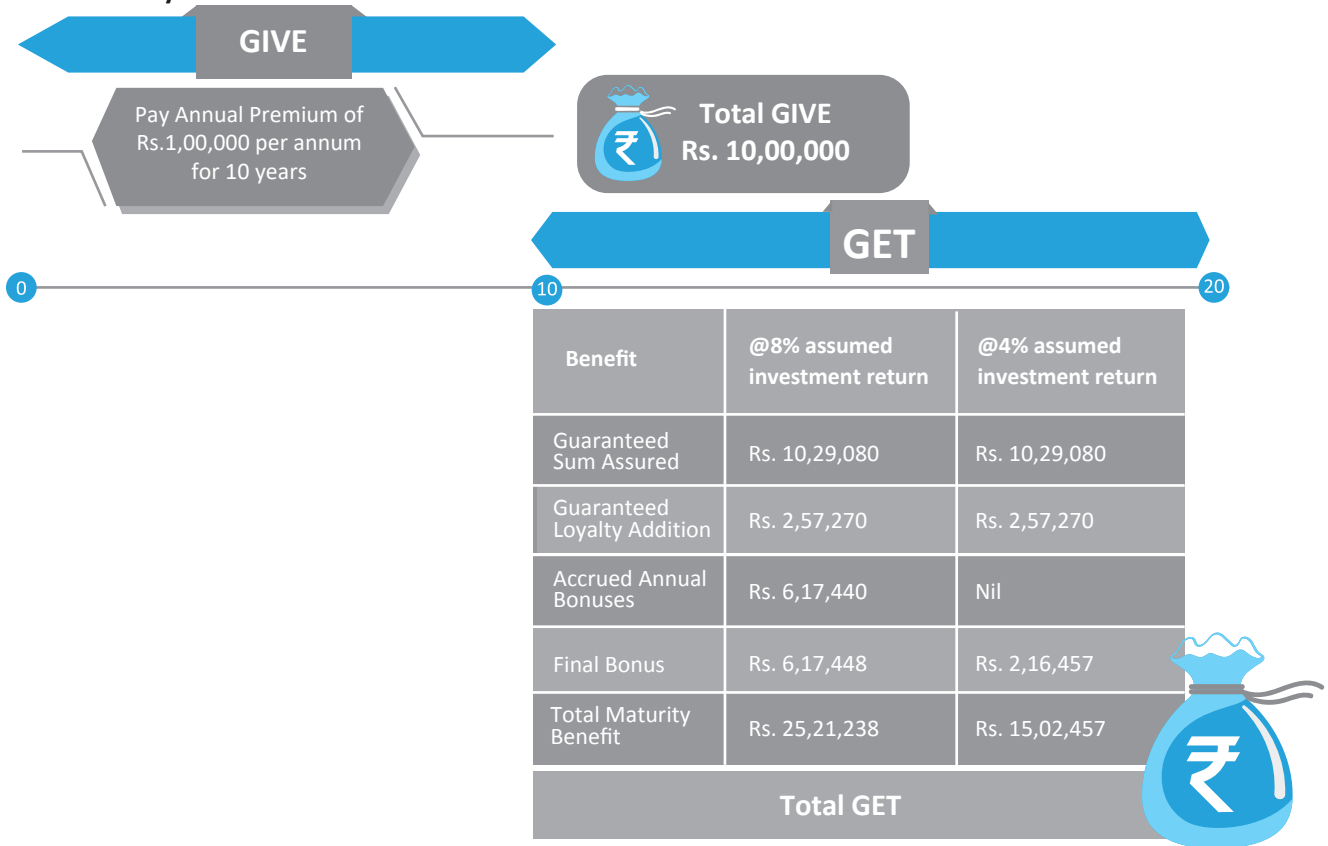 GIVE
Pay Annual Premium of
Rs.1,00,000 per annum
for 10 years
₹
Total GIVE
Rs. 10,00,000
GET
0
10
20
Benefit
@8% assumed
investment return
@4% assumed
investment return
Guaranteed
Sum Assured
Rs. 10,29,080
Rs. 10,29,080
Guaranteed
Loyalty Addition
Rs. 2,57,270
Rs. 2,57,270
Accrued Annual
Bonuses
Rs. 6,17,440
Nil
Final Bonus
Rs. 6,17,448
Rs. 2,16,457
Total Maturity
Benefit
Rs. 25,21,238
Rs. 15,02,457
Total GET
₹